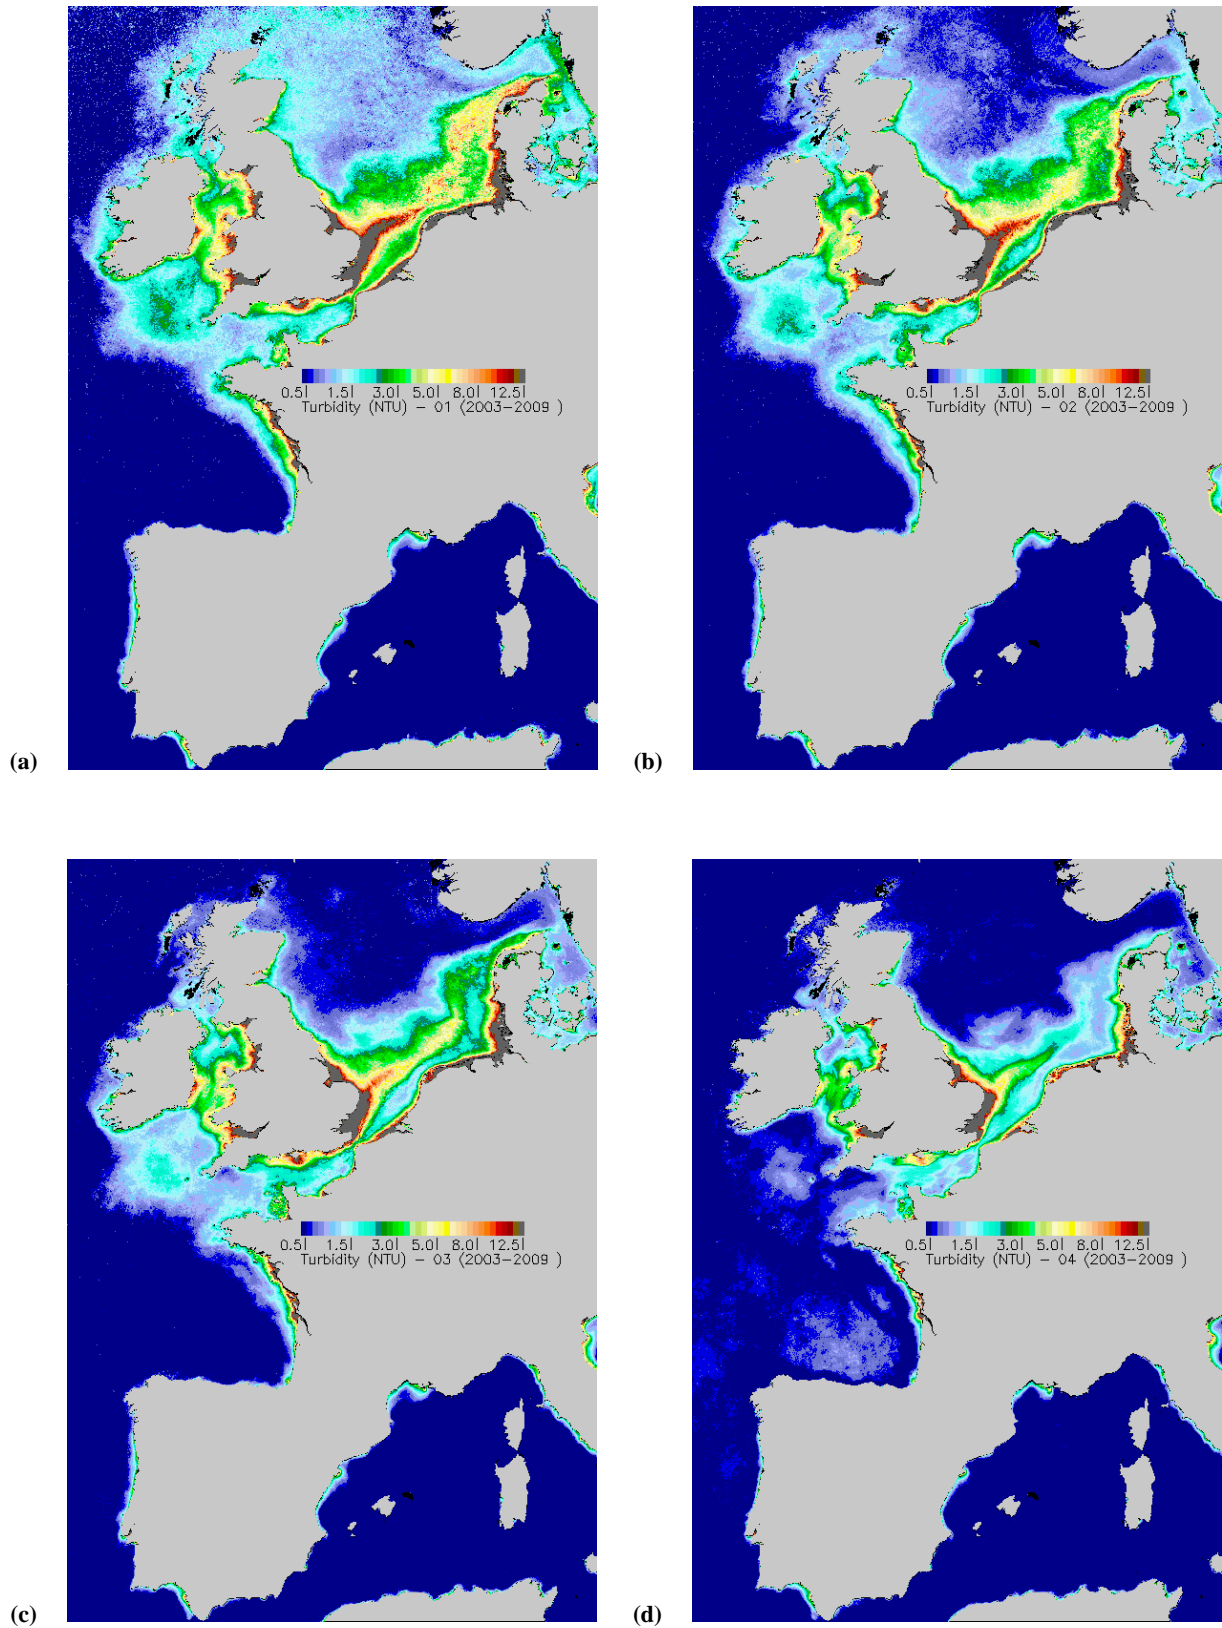 0.5| 1.5| 3.0| 5.0| 8.0| 12.5|
Turbidity (NTU) - 01 (2003-2009 )
(a)
0.5| 1.5| 3.0| 5.0| 8.0| 12.5|
Turbidity (NTU) - 02 (2003-2009 )
(b)
0.5| 1.5| 3.0| 5.0| 8.0| 12.5|
Turbidity (NTU) - 03 (2003-2009 )
(c)
0.5| 1.5| 3.0| 5.0| 8.0| 12.5|
Turbidity (NTU) - 04 (2003-2009 )
(d)